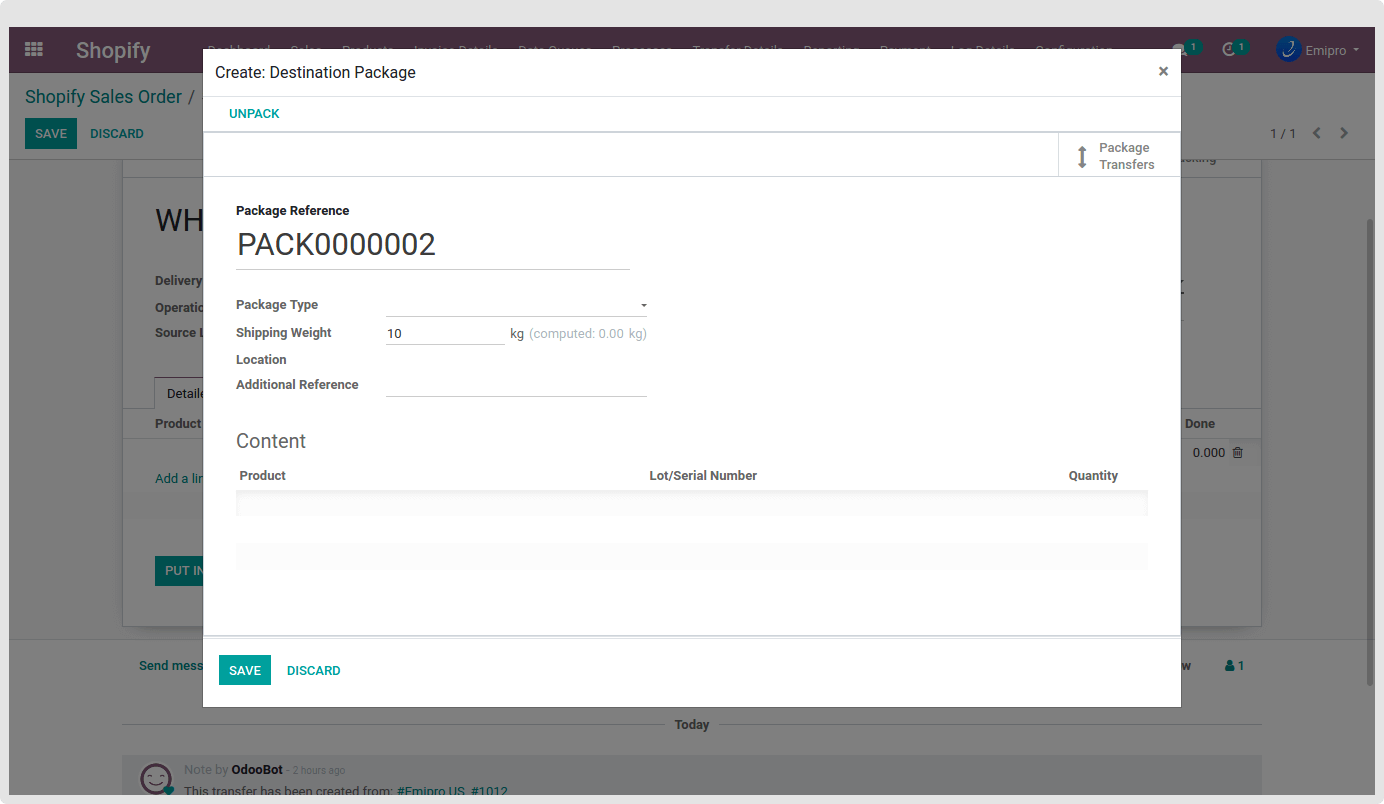 Shopify
1
1
Emipro
Create: Destination Package
×
Shopify Sales Order /
UNPACK
SAVE
DISCARD
1 / 1
Package
Transfers
WH
Package Reference
PACK0000002
Delivery
Package Type
Shipping Weight
10
kg (computed: 0.00 kg)
Source L
Location
Additional Reference
Product
Done
Content
0.000
Product
Lot/Serial Number
Quantity
Add a lin
PUT IN
SAVE
DISCARD
Send mess
w
1
Today
Note by OdooBot - 2 hours ago
This transfer has been created from: #Emipro US, #1012